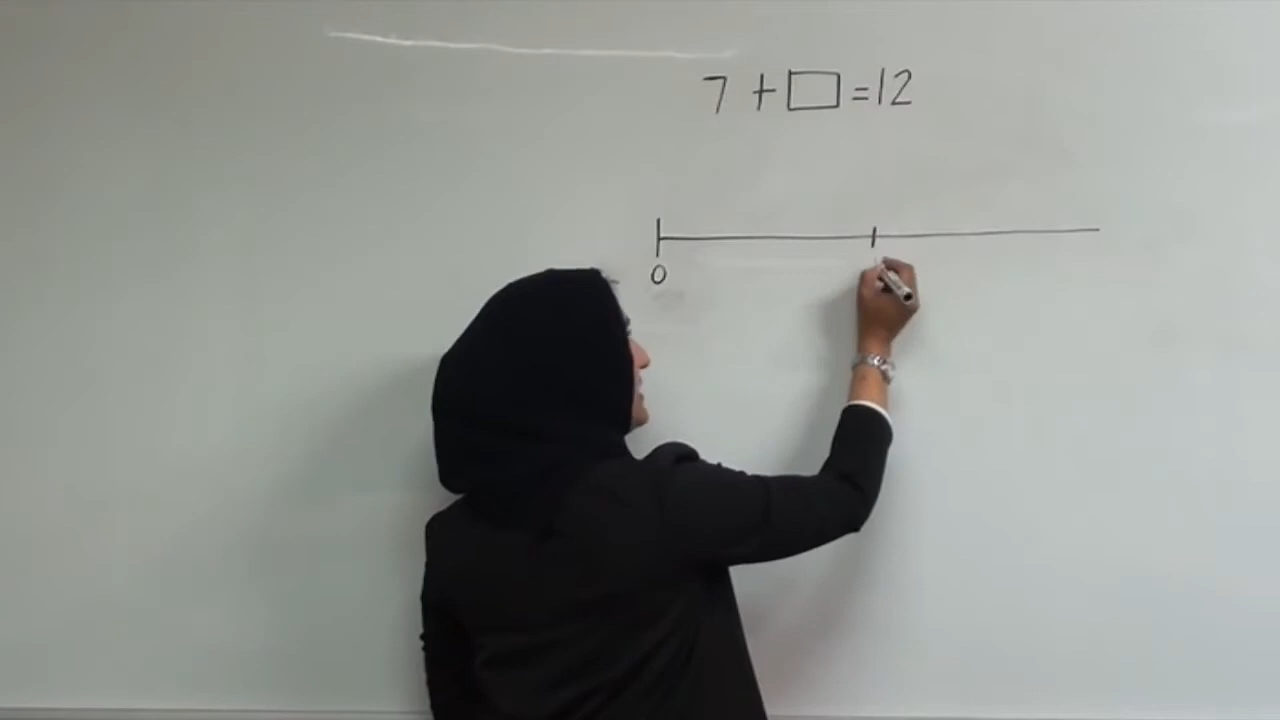 7 + □ = 12
0